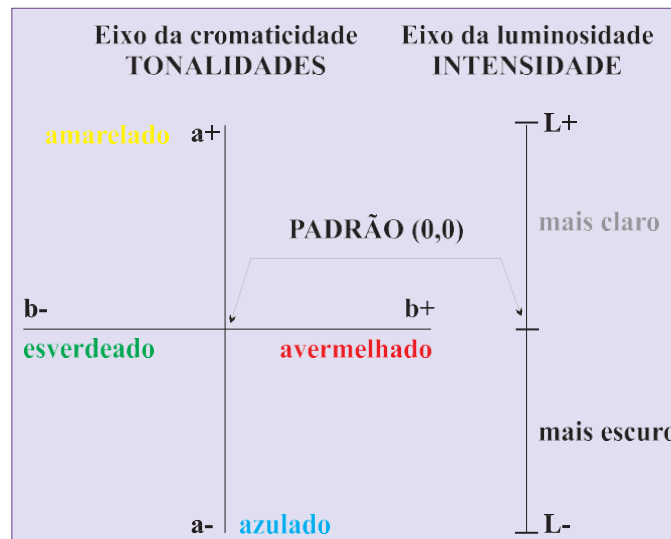 Eixo da cromaticidade
TONALIDADES
Eixo da luminosidade
INTENSIDADE
amarelado
a+
L+
mais claro
PADRÃO (0,0)
b-
b+
esverdeado
avermelhado
mais escuro
a-
azulado
L-